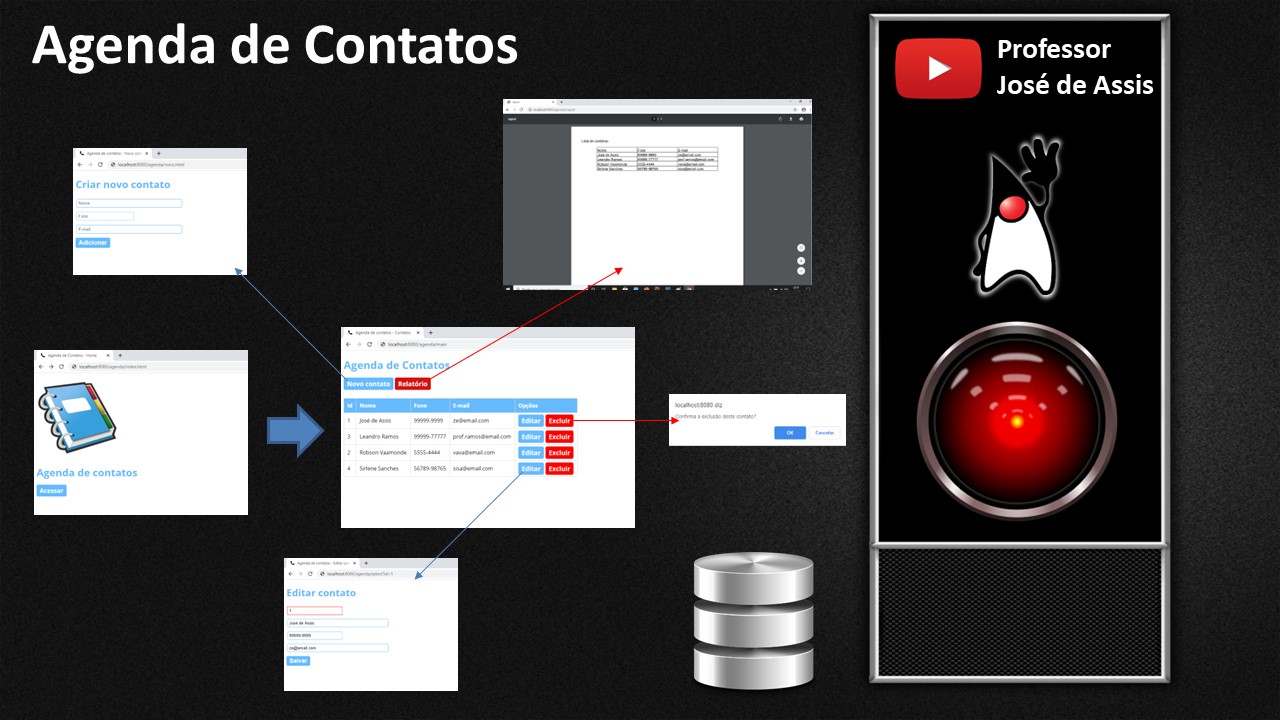 Agenda de Contatos
Professor
José de Assis
Agenda de contatos - Novo con
localhost:8080/agenda/novo.html
Criar novo contato
Nome
Fone
E-mail
Adicionar
Lista de contatos:
Nome Fone E-mail
José de Assis 99999-9999 ze@email.com
Leandro Ramos 99999-77777 prof.ramos@email.com
Robson Vaamonde 5555-4444 vava@email.com
Sirlene Sanches 56789-98765 sisa@email.com
Agenda de Contatos - Home
localhost:8080/agenda/index.html
Agenda de contatos
Acessar
Agenda de contatos - Contatos
localhost:8080/agenda/main
Agenda de Contatos
Novo contato Relatório
Id Nome Fone E-mail Opções
1 José de Assis 99999-9999 ze@email.com Editar Excluir
3 Leandro Ramos 99999-77777 prof.ramos@email.com Editar Excluir
2 Robson Vaamonde 5555-4444 vava@email.com Editar Excluir
4 Sirlene Sanches 56789-98765 sisa@email.com Editar Excluir
localhost:8080 diz
Confirma a exclusão deste contato?
OK Cancelar
Agenda de contatos - Editar con
localhost:8080/agenda/select?id=1
Editar contato
1
José de Assis
99999-9999
ze@email.com
Salvar